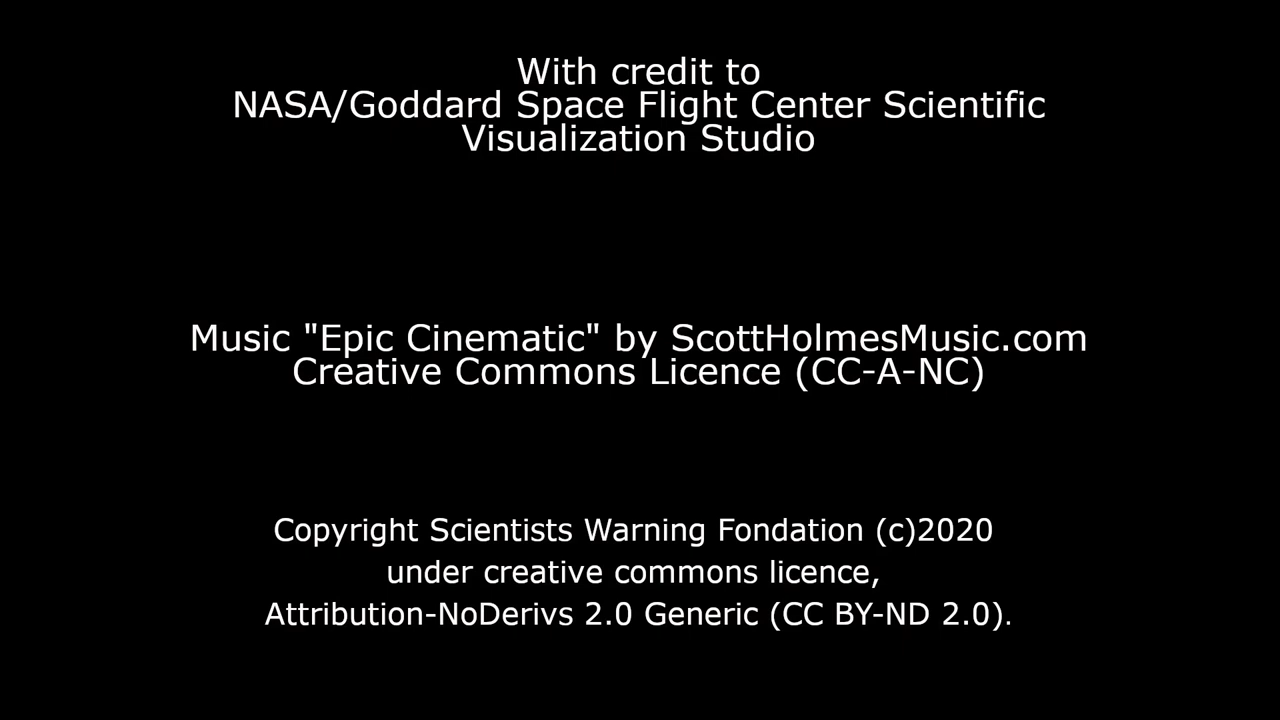 With credit to
NASA/Goddard Space Flight Center Scientific
Visualization Studio
Music "Epic Cinematic" by ScottHolmesMusic.com
Creative Commons Licence (CC-A-NC)
Copyright Scientists Warning Fondation (c)2020
under creative commons licence,
Attribution-NoDerivs 2.0 Generic (CC BY-ND 2.0).